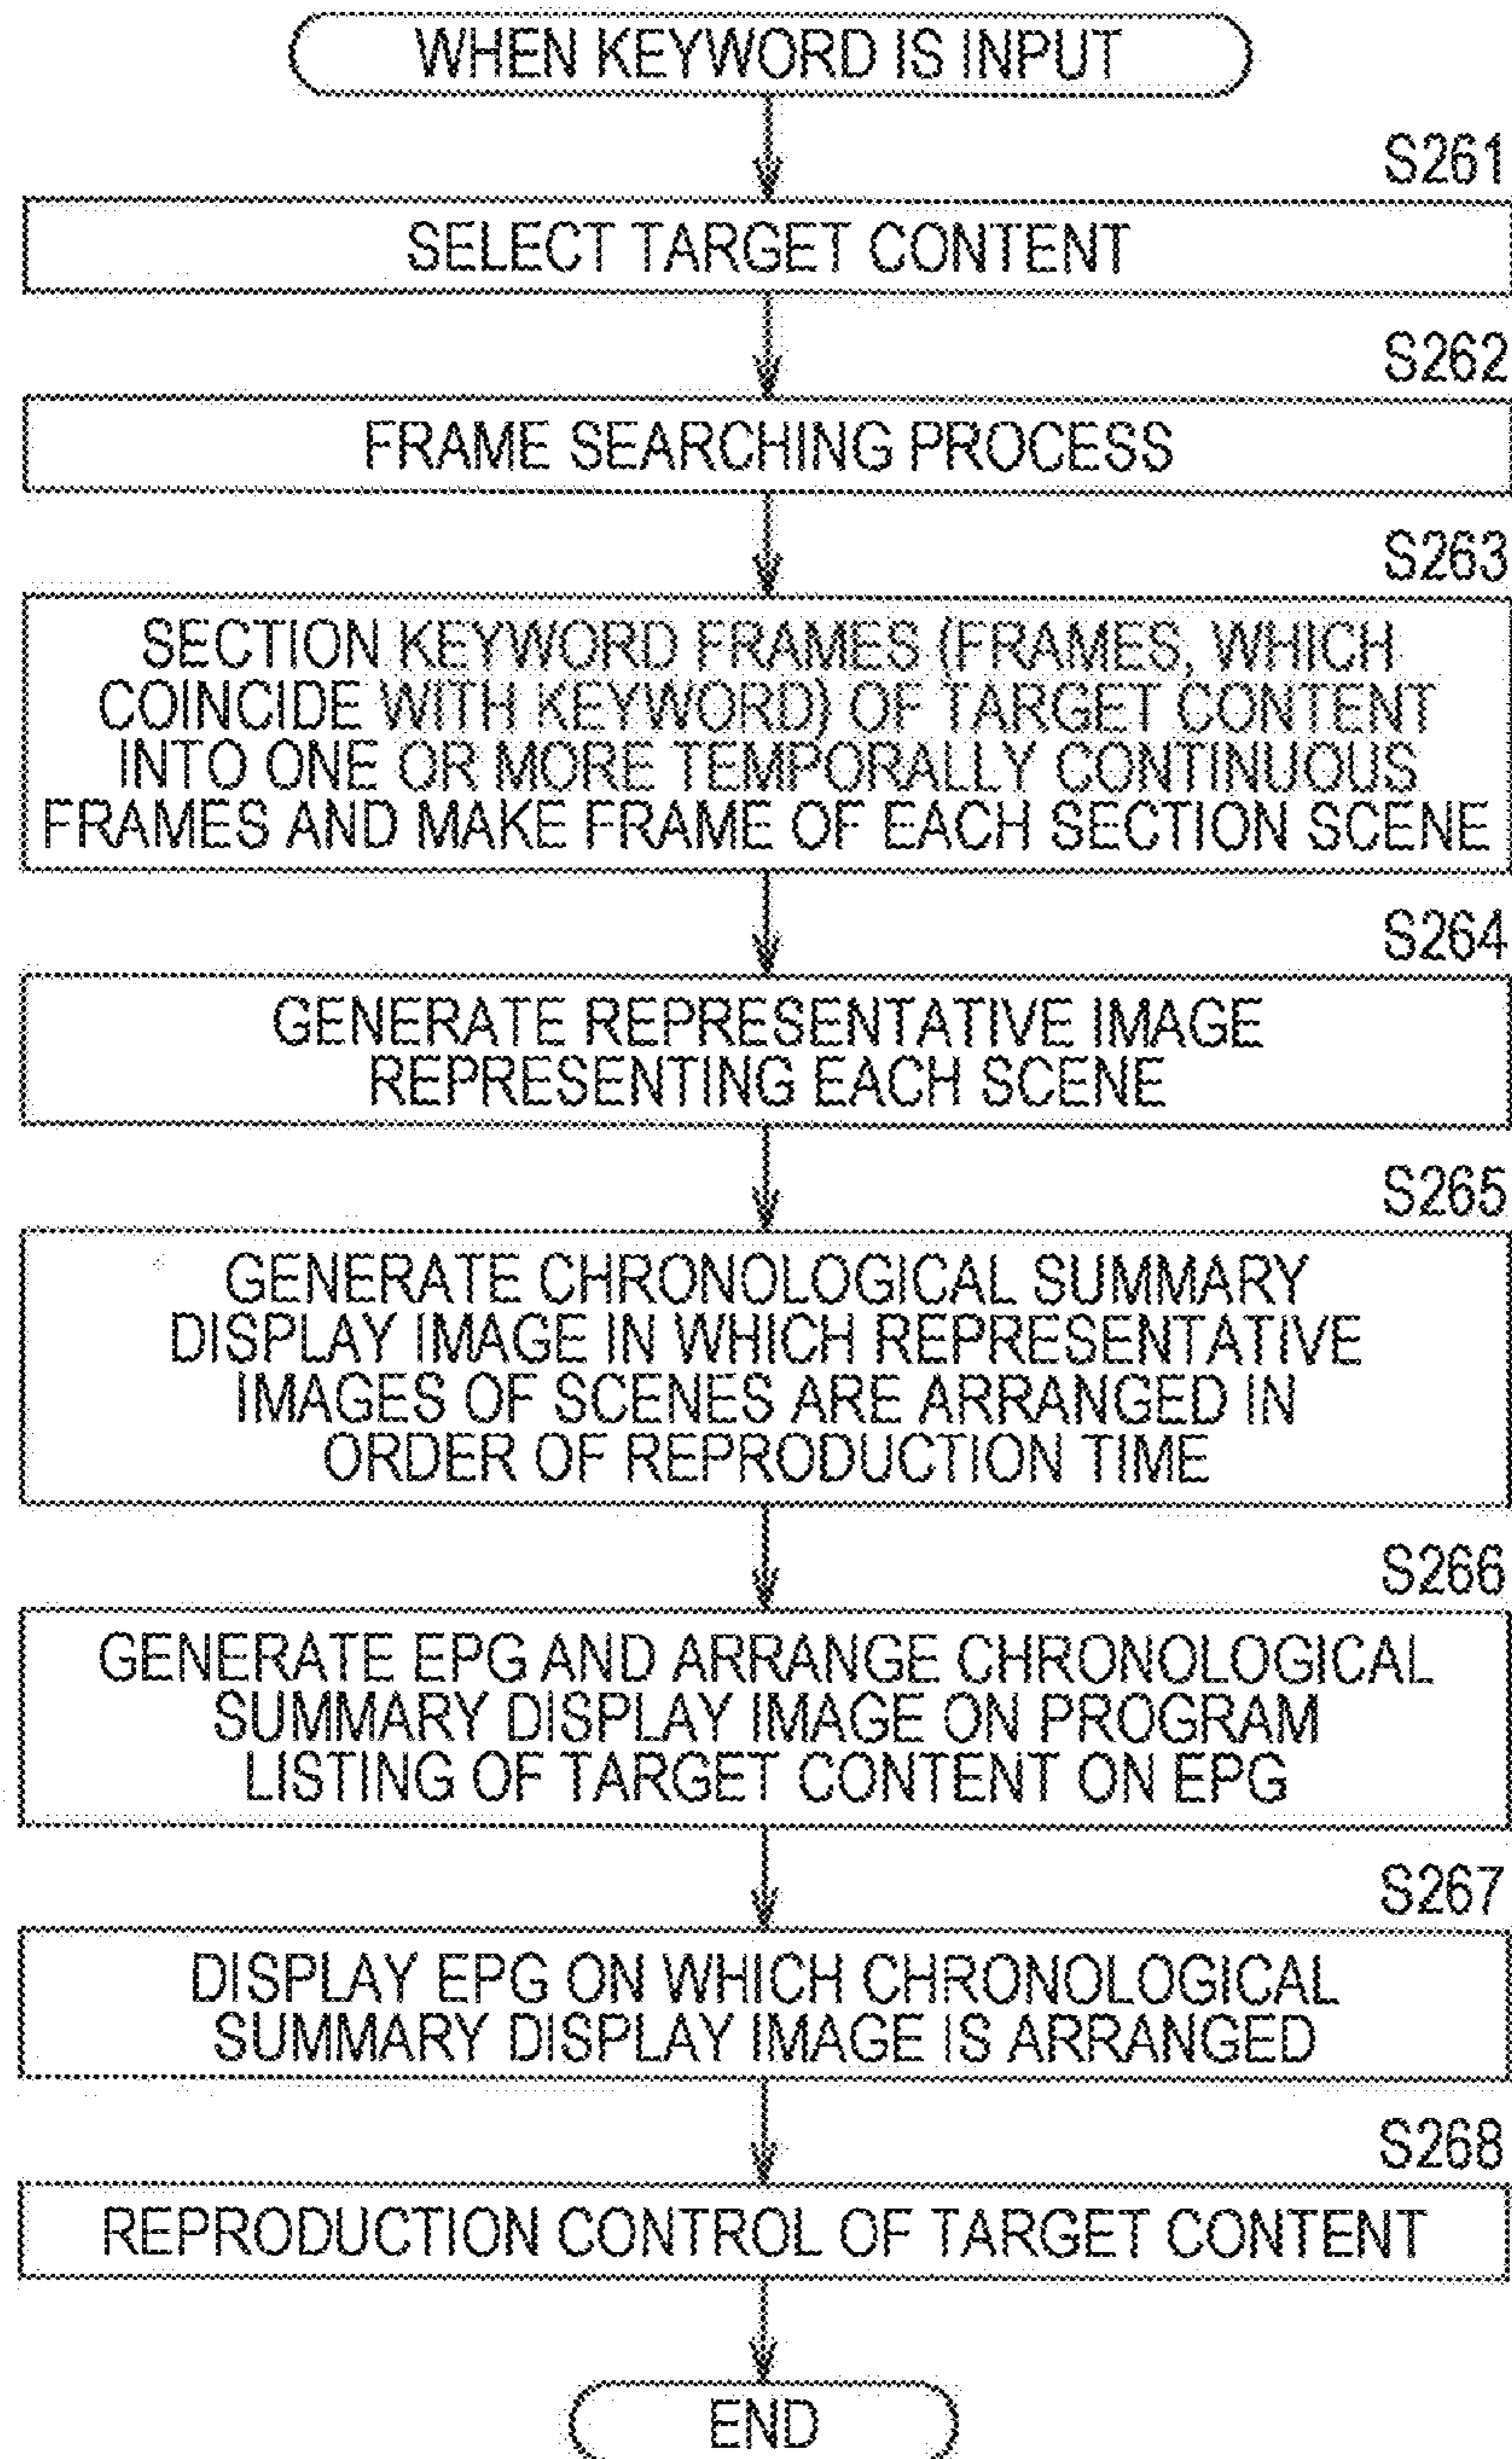 WHEN KEYWORD IS INPUT
S261
SELECT TARGET CONTENT
S262
FRAME SEARCHING PROCESS
S263
SECTION KEYWORD FRAMES (FRAMES, WHICH
COINCIDE WITH KEYWORD) OF TARGET CONTENT
INTO ONE OR MORE TEMPORALLY CONTINUOUS
FRAMES AND MAKE FRAME OF EACH SECTION SCENE
S264
GENERATE REPRESENTATIVE IMAGE
REPRESENTING EACH SCENE
S265
GENERATE CHRONOLOGICAL SUMMARY
DISPLAY IMAGE IN WHICH REPRESENTATIVE
IMAGES OF SCENES ARE ARRANGED IN
ORDER OF REPRODUCTION TIME
S266
GENERATE EPG AND ARRANGE CHRONOLOGICAL
SUMMARY DISPLAY IMAGE ON PROGRAM
LISTING OF TARGET CONTENT ON EPG
S267
DISPLAY EPG ON WHICH CHRONOLOGICAL
SUMMARY DISPLAY IMAGE IS ARRANGED
S268
REPRODUCTION CONTROL OF TARGET CONTENT
END